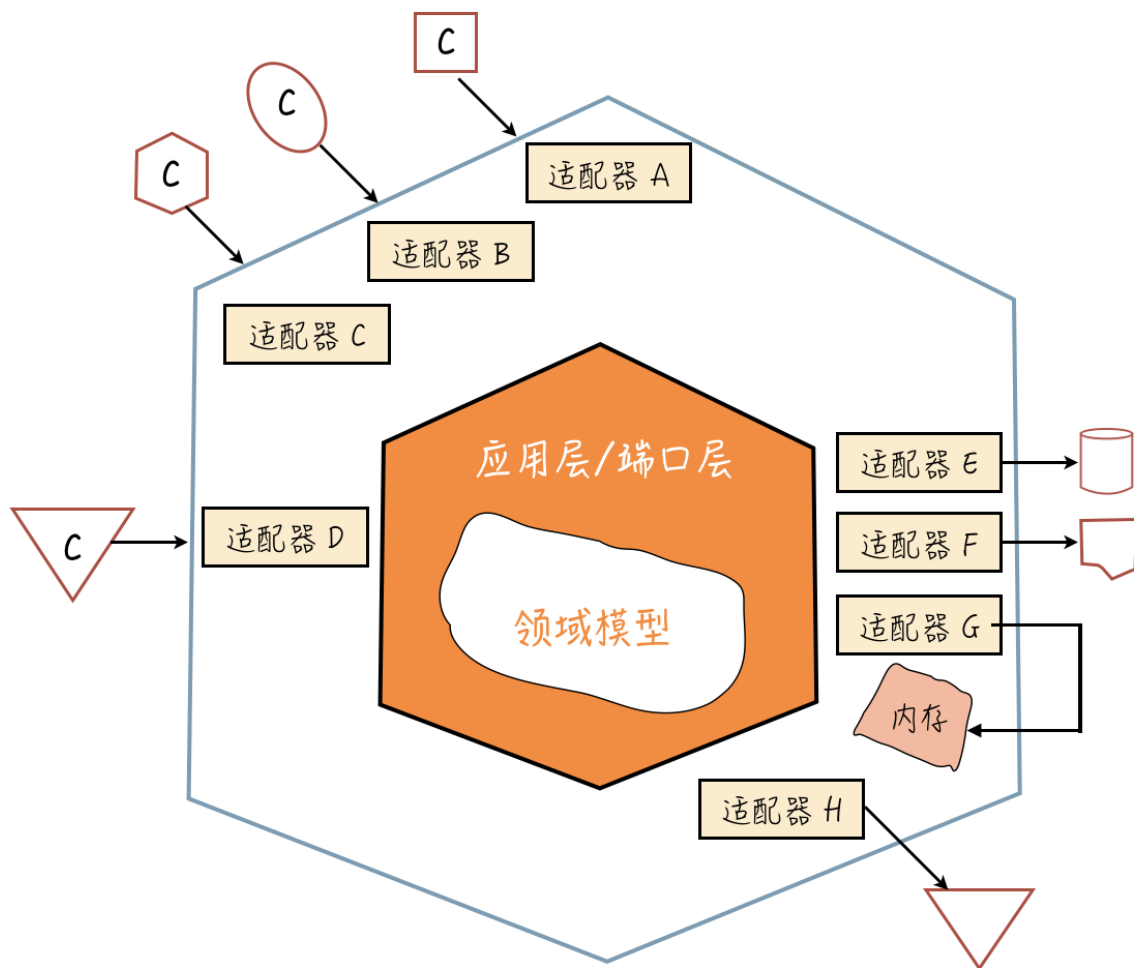 C
C
C
适配器 A
适配器 B
适配器 C
应用层/端口层
适配器 E
C
适配器 D
适配器 F
领域模型
适配器 G
内存
适配器 H